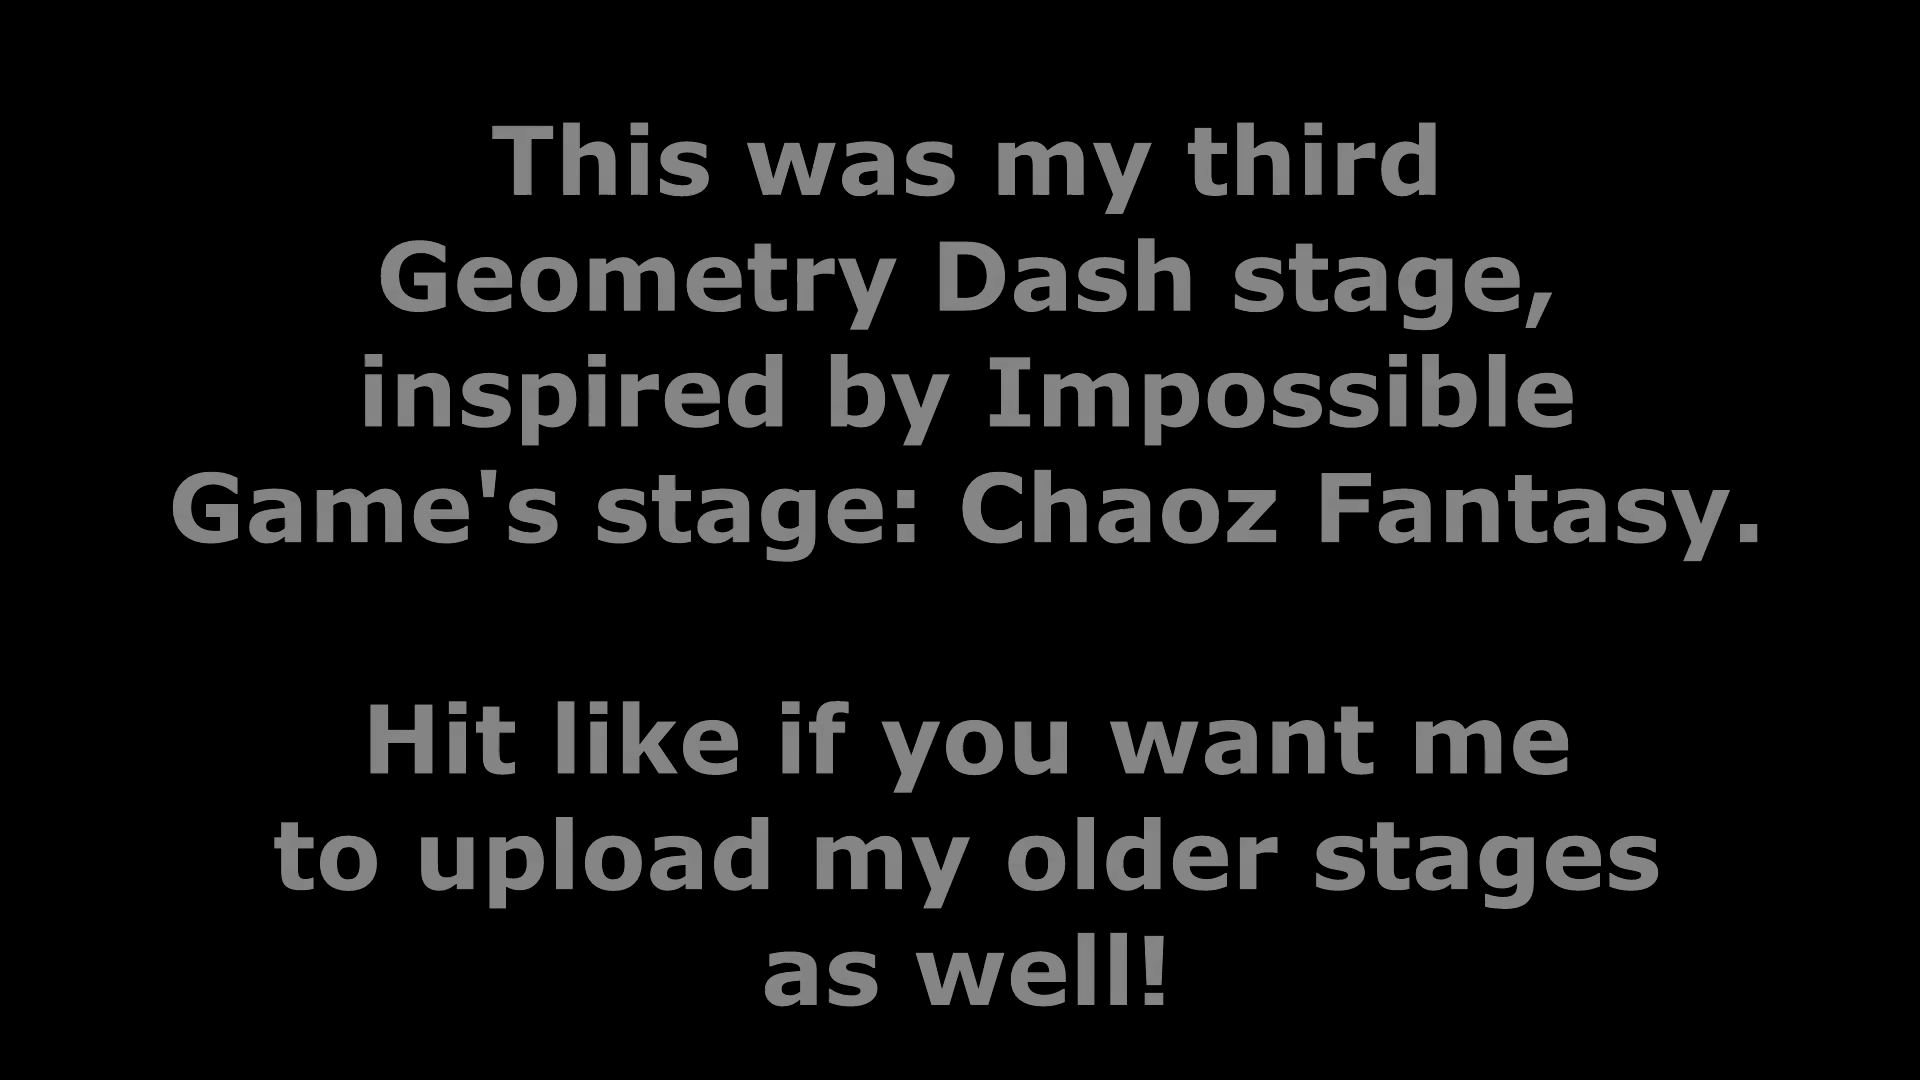 This was my third
Geometry Dash stage,
inspired by Impossible
Game's stage: Chaoz Fantasy.
Hit like if you want me
to upload my older stages
as well!